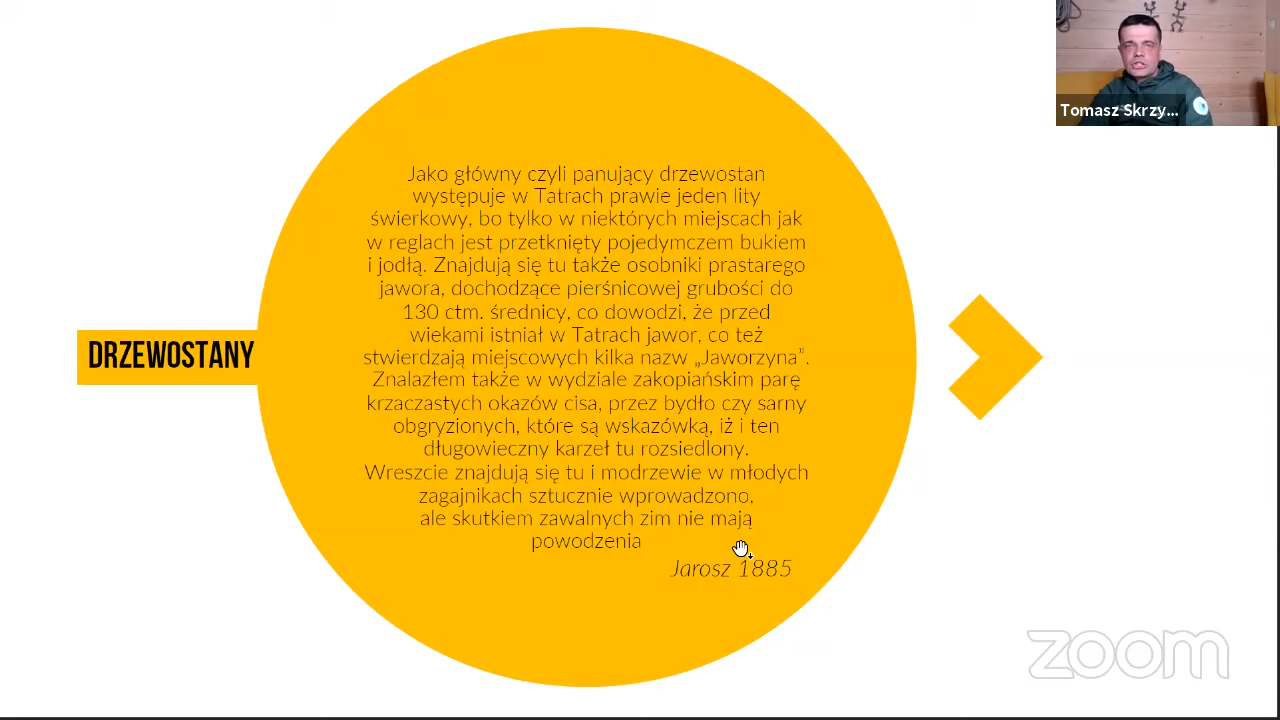 Tomasz Skrzy...
DRZEWOSTANY
Jako główny czyli panujący drzewostan
występuje w Tatrach prawie jeden lity
świerkowy, bo tylko w niektórych miejscach jak
w reglach jest przetknięty pojedymczem bukiem
i jodłą. Znajdują się tu także osobniki prastarego
jawora, dochodzące pierśnicowej grubości do
130 ctm. średnicy, co dowodzi, że przed
wiekami istniał w Tatrach jawor, co też
stwierdzają miejscowych kilka nazw „Jaworzyna”.
Znalazłem także w wydziale zakopiańskim parę
krzaczastych okazów cisa, przez bydło czy sarny
obgryzionych, które są wskazówką, iż i ten
długowieczny karzeł tu rozsiedlony.
Wreszcie znajdują się tu i modrzewie w młodych
zagajnikach sztucznie wprowadzono,
ale skutkiem zawalnych zim nie mają
powodzenia
Jarosz 1885
zoom